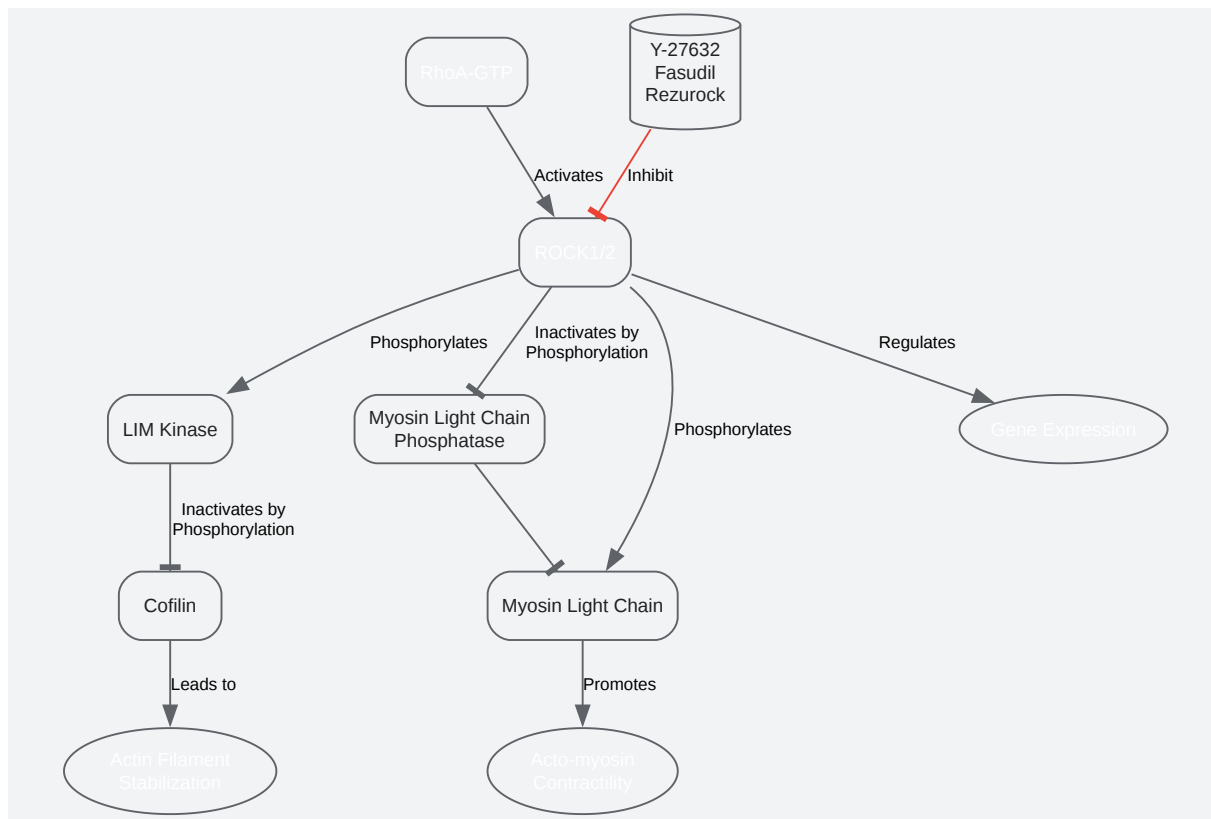 RhoA-GTP
Y-27632
Fasudil
Rezurock
Activates
Inhibit
ROCK1/2
Phosphorylates
Inactivates by
Phosphorylation
Regulates
LIM Kinase
Myosin Light Chain
Phosphatase
Phosphorylates
Gene Expression
Inactivates by
Phosphorylation
Cofilin
Myosin Light Chain
Leads to
Promotes
Actin Filament
Stabilization
Acto-myosin
Contractility